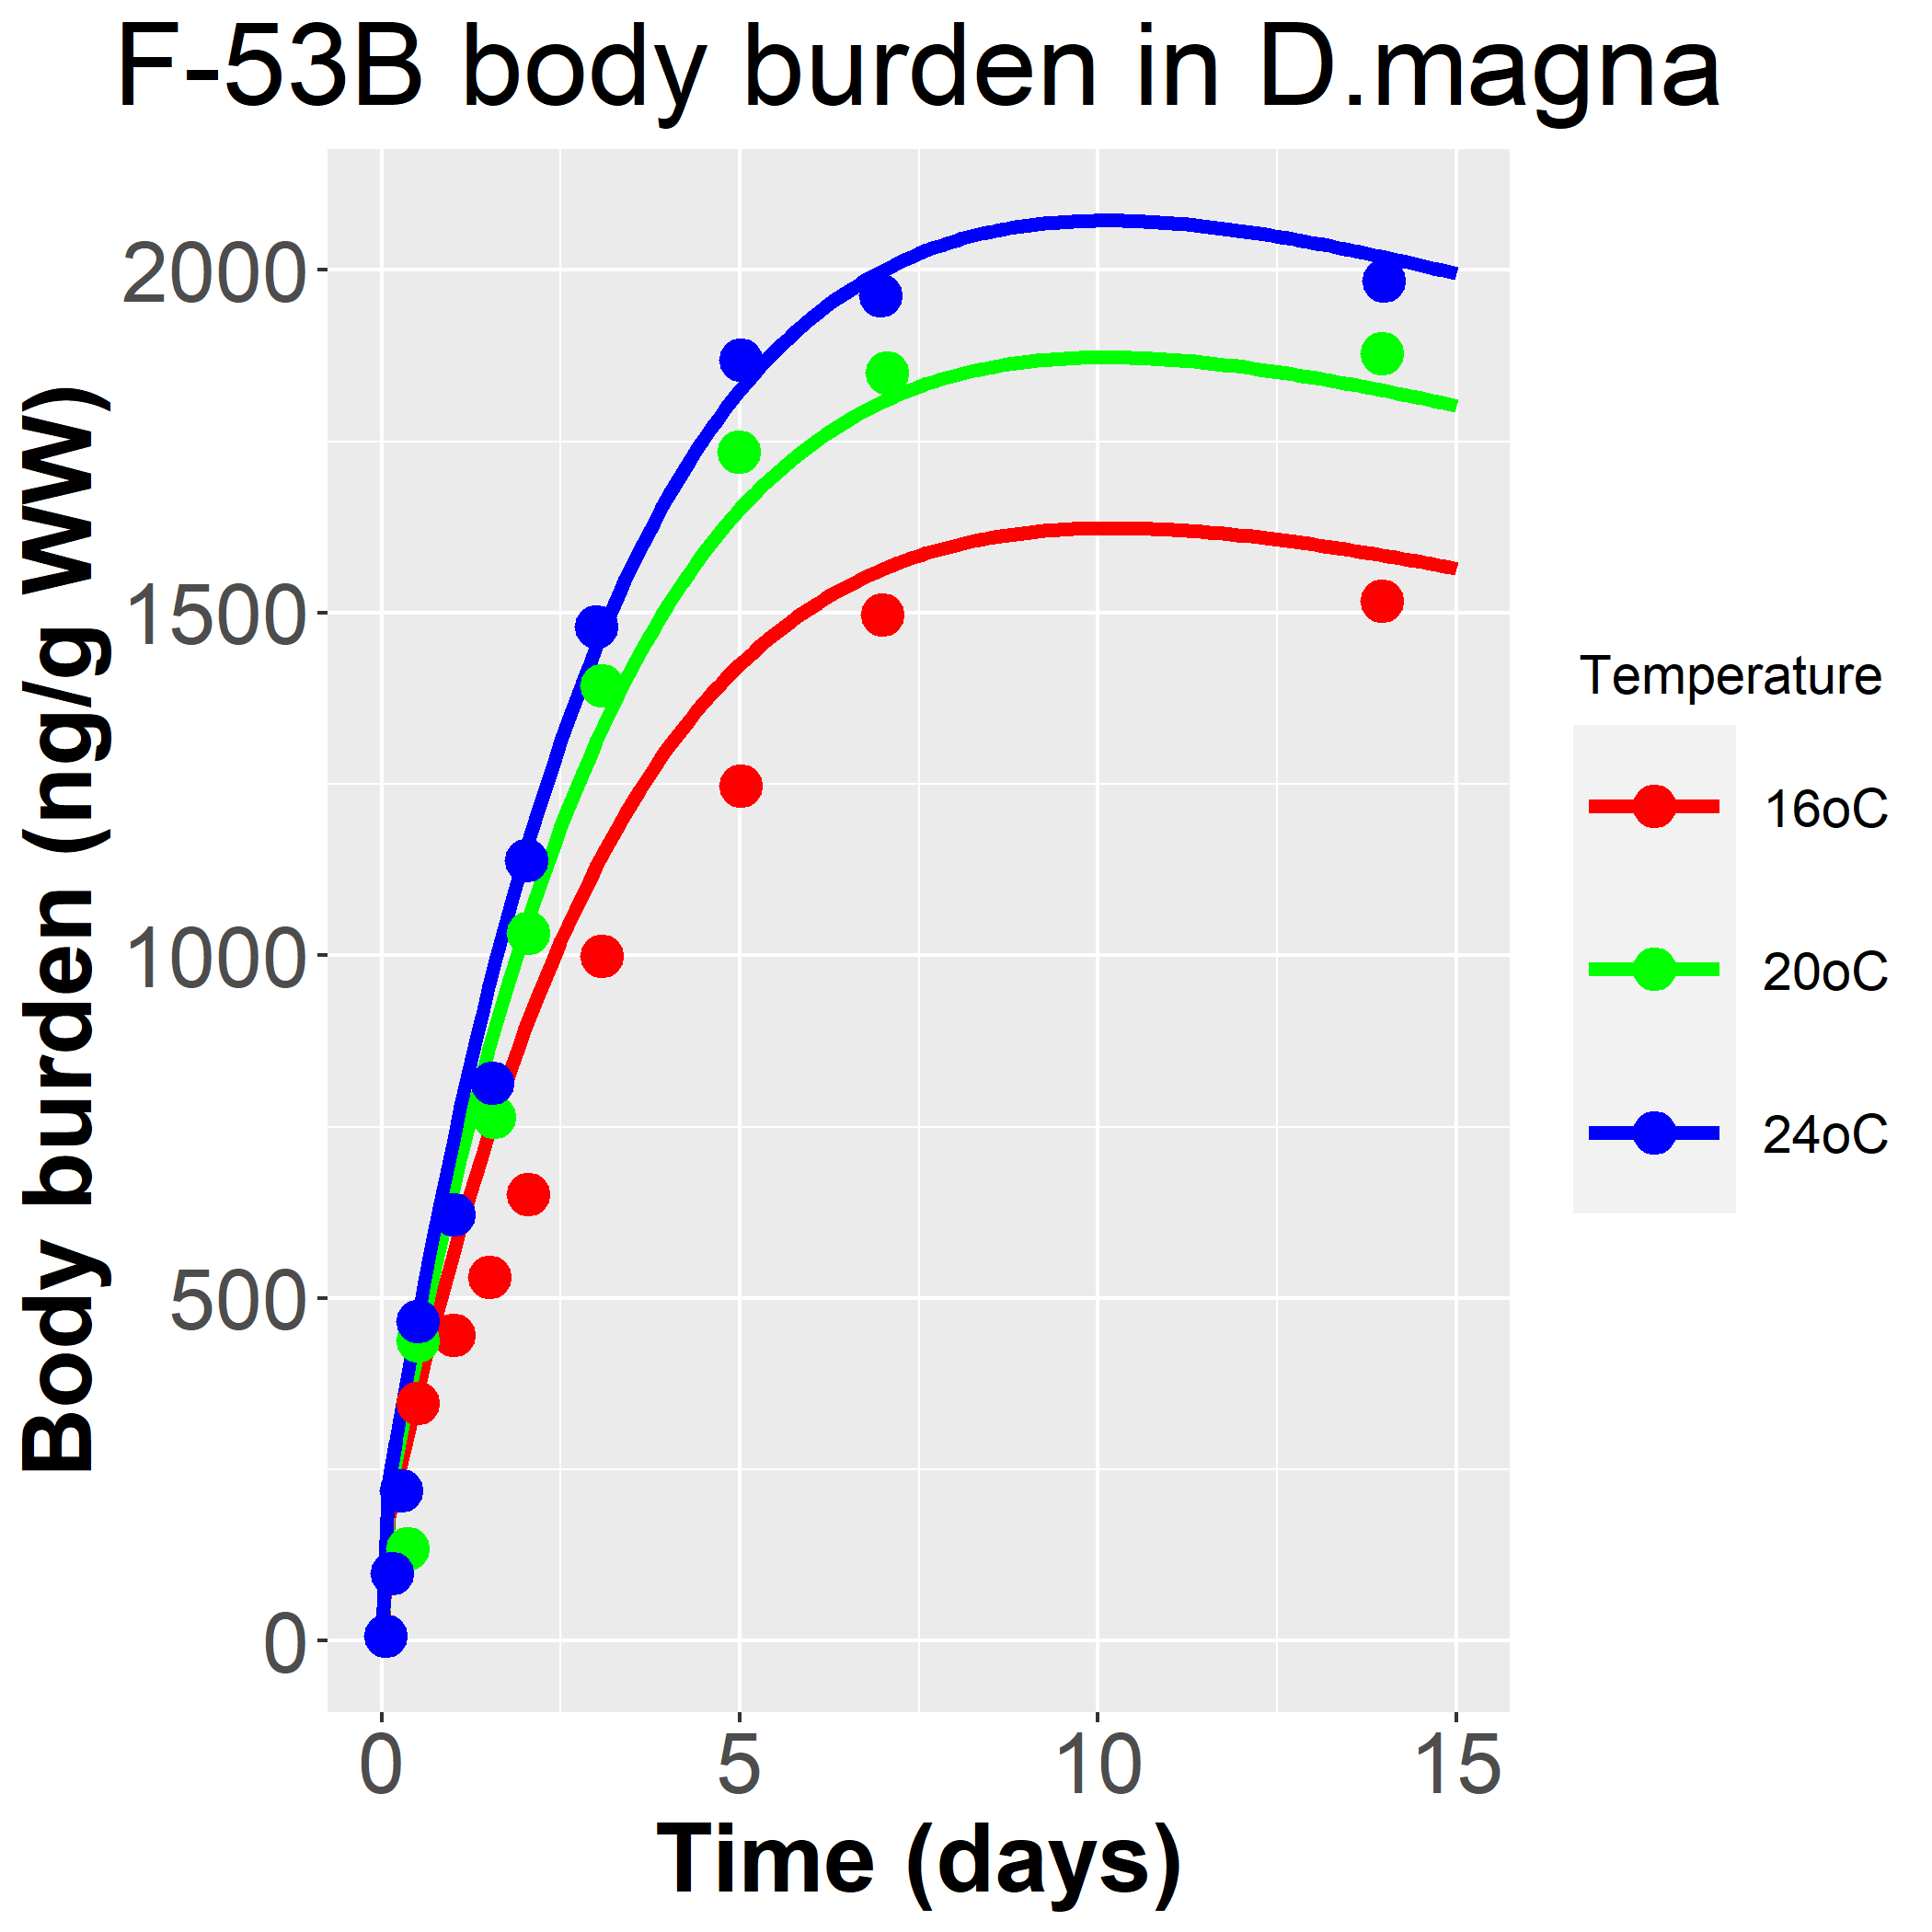 F-53B body burden in D.magna
Body burden (ng/g WW)
2000
1500
1000
500
0
0 5 10 15
Time (days)
Temperature
16oC
20oC
24oC